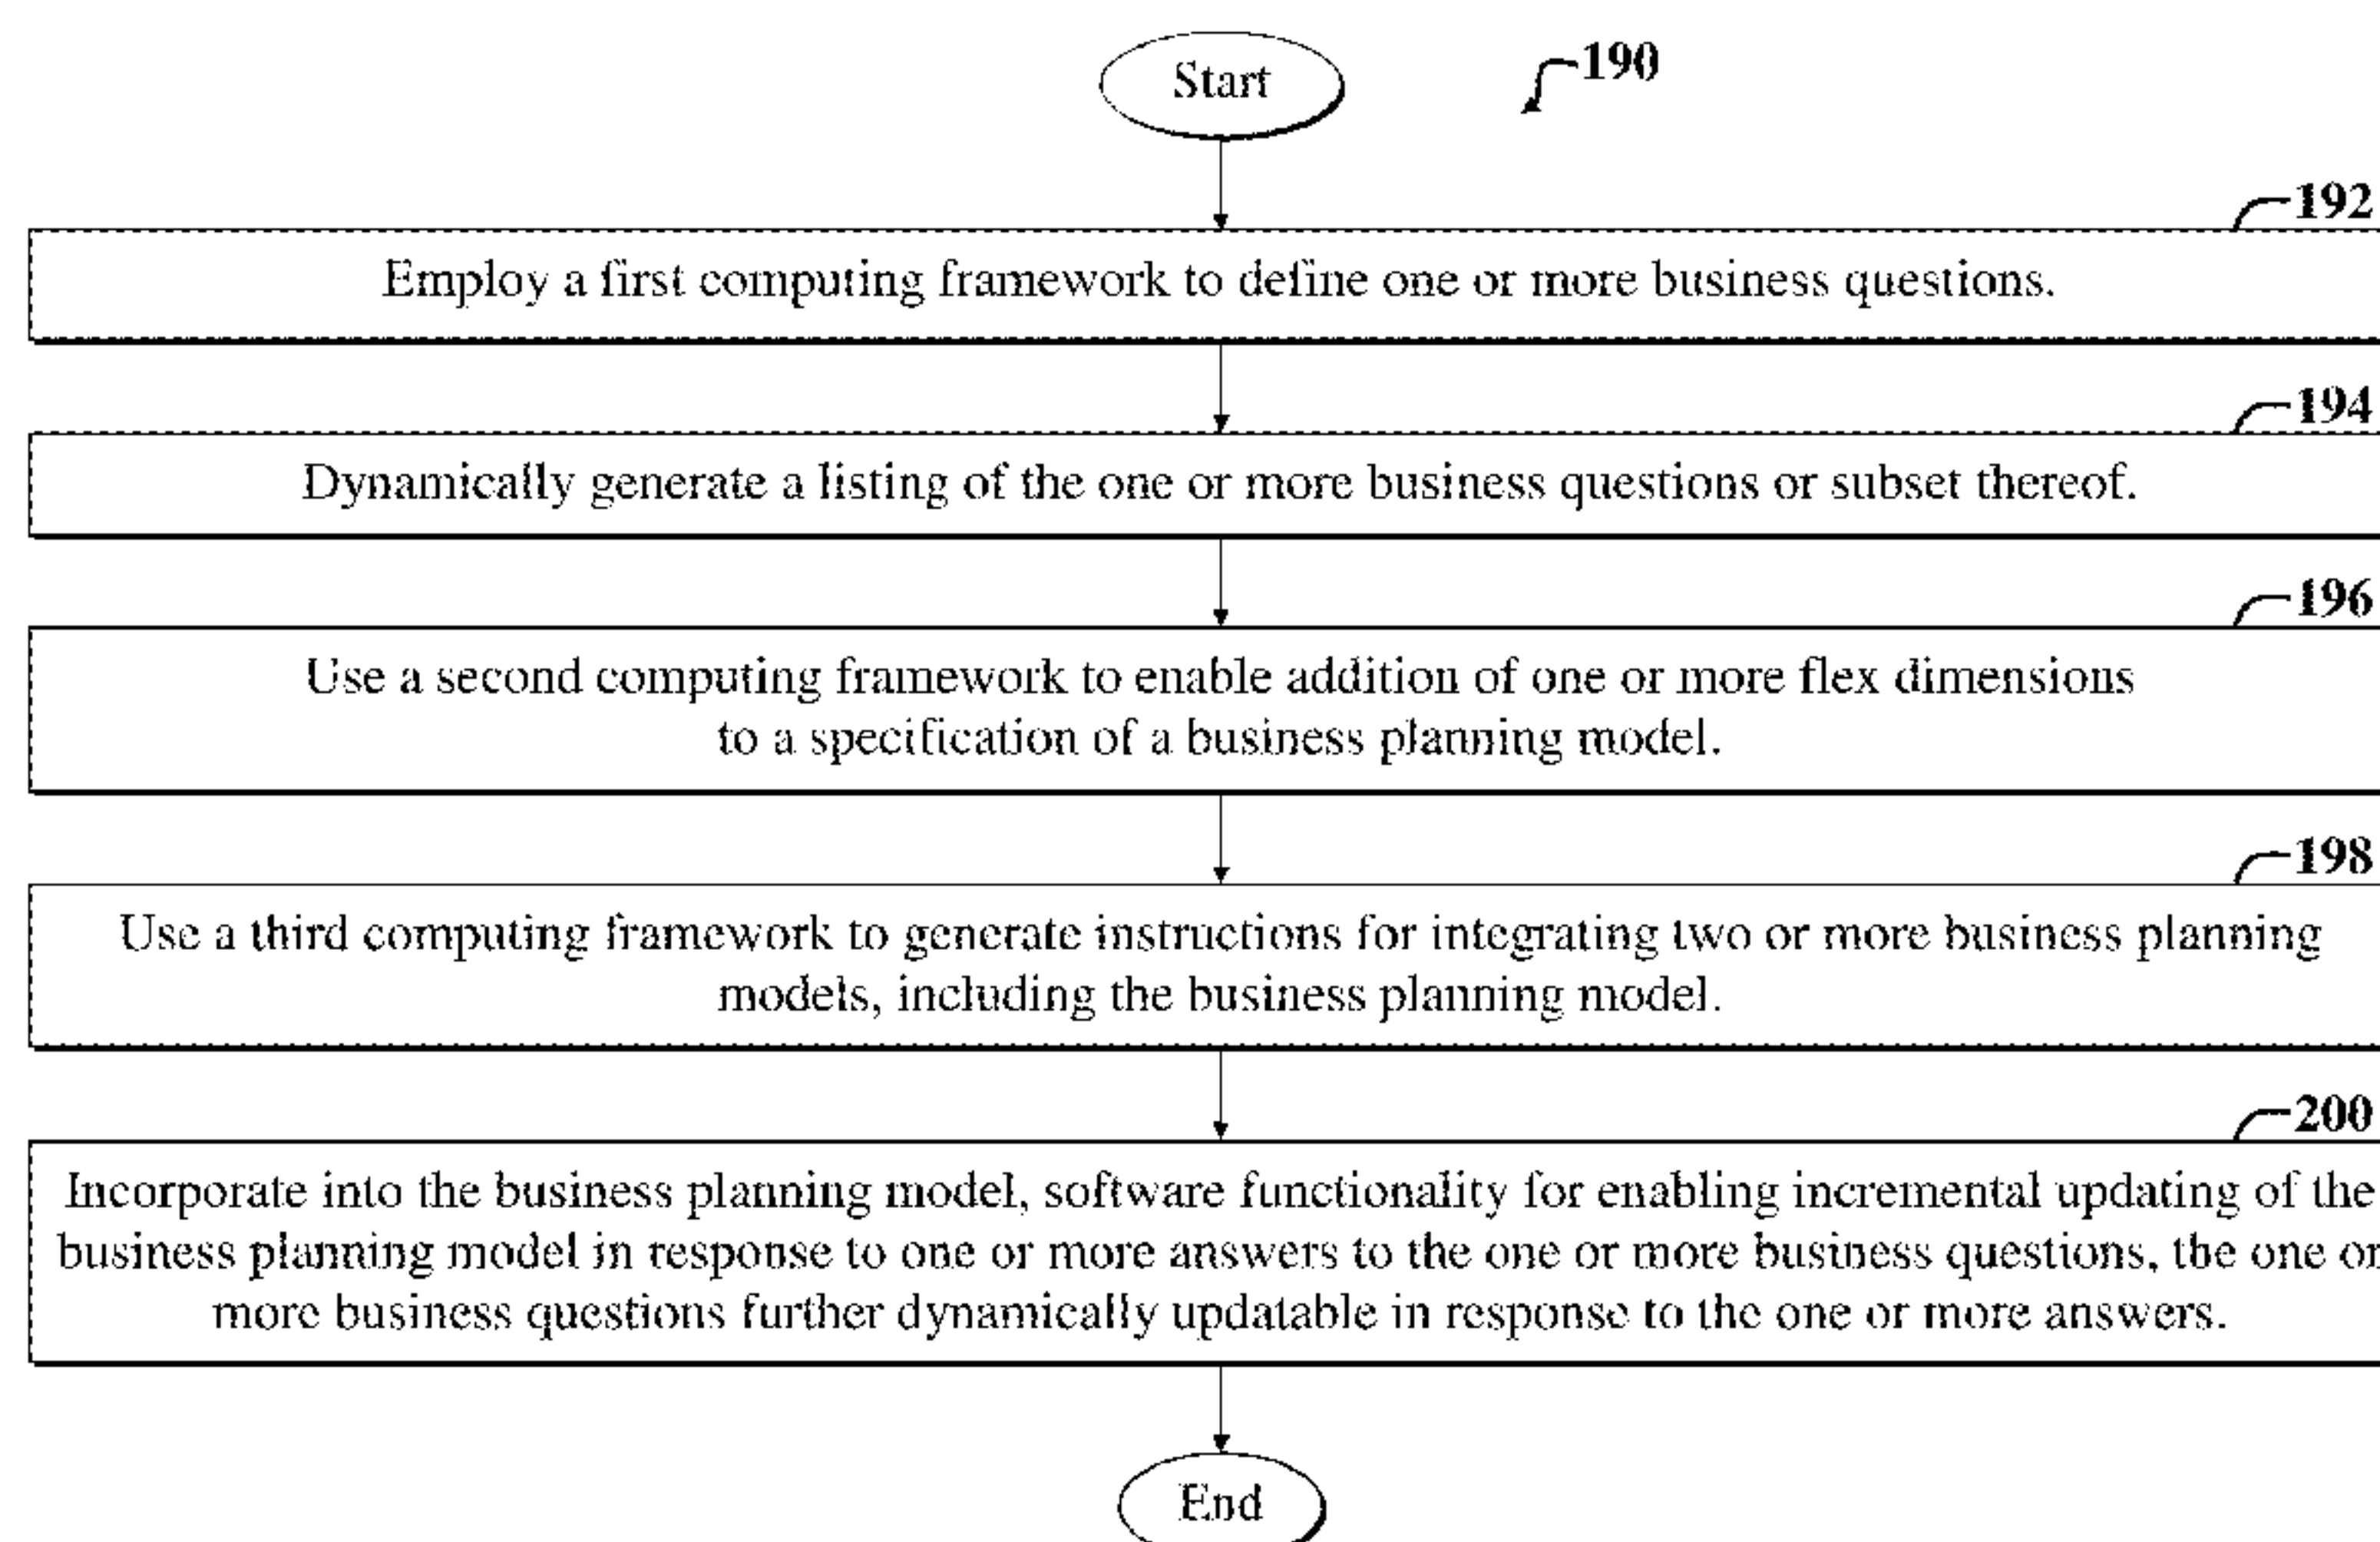 Start
190
192
Employ a first computing framework to define one or more business questions.
194
Dynamically generate a listing of the one or more business questions or subset thereof.
196
Use a second computing framework to enable addition of one or more flex dimensions
to a specification of a business planning model.
198
Use a third computing framework to generate instructions for integrating two or more business planning
models, including the business planning model.
200
Incorporate into the business planning model, software functionality for enabling incremental updating of the
business planning model in response to one or more answers to the one or more business questions, the one or
more business questions further dynamically updatable in response to the one or more answers.
End